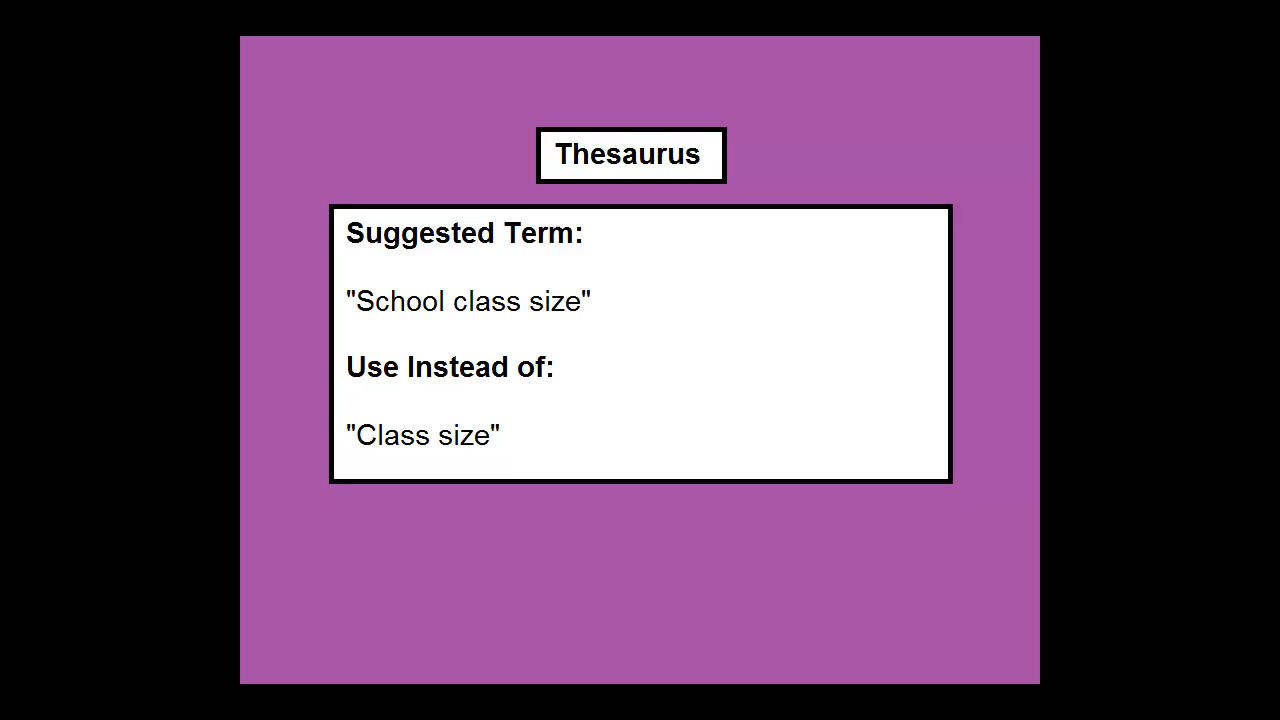 Thesaurus
Suggested Term:
"School class size"
Use Instead of:
"Class size"